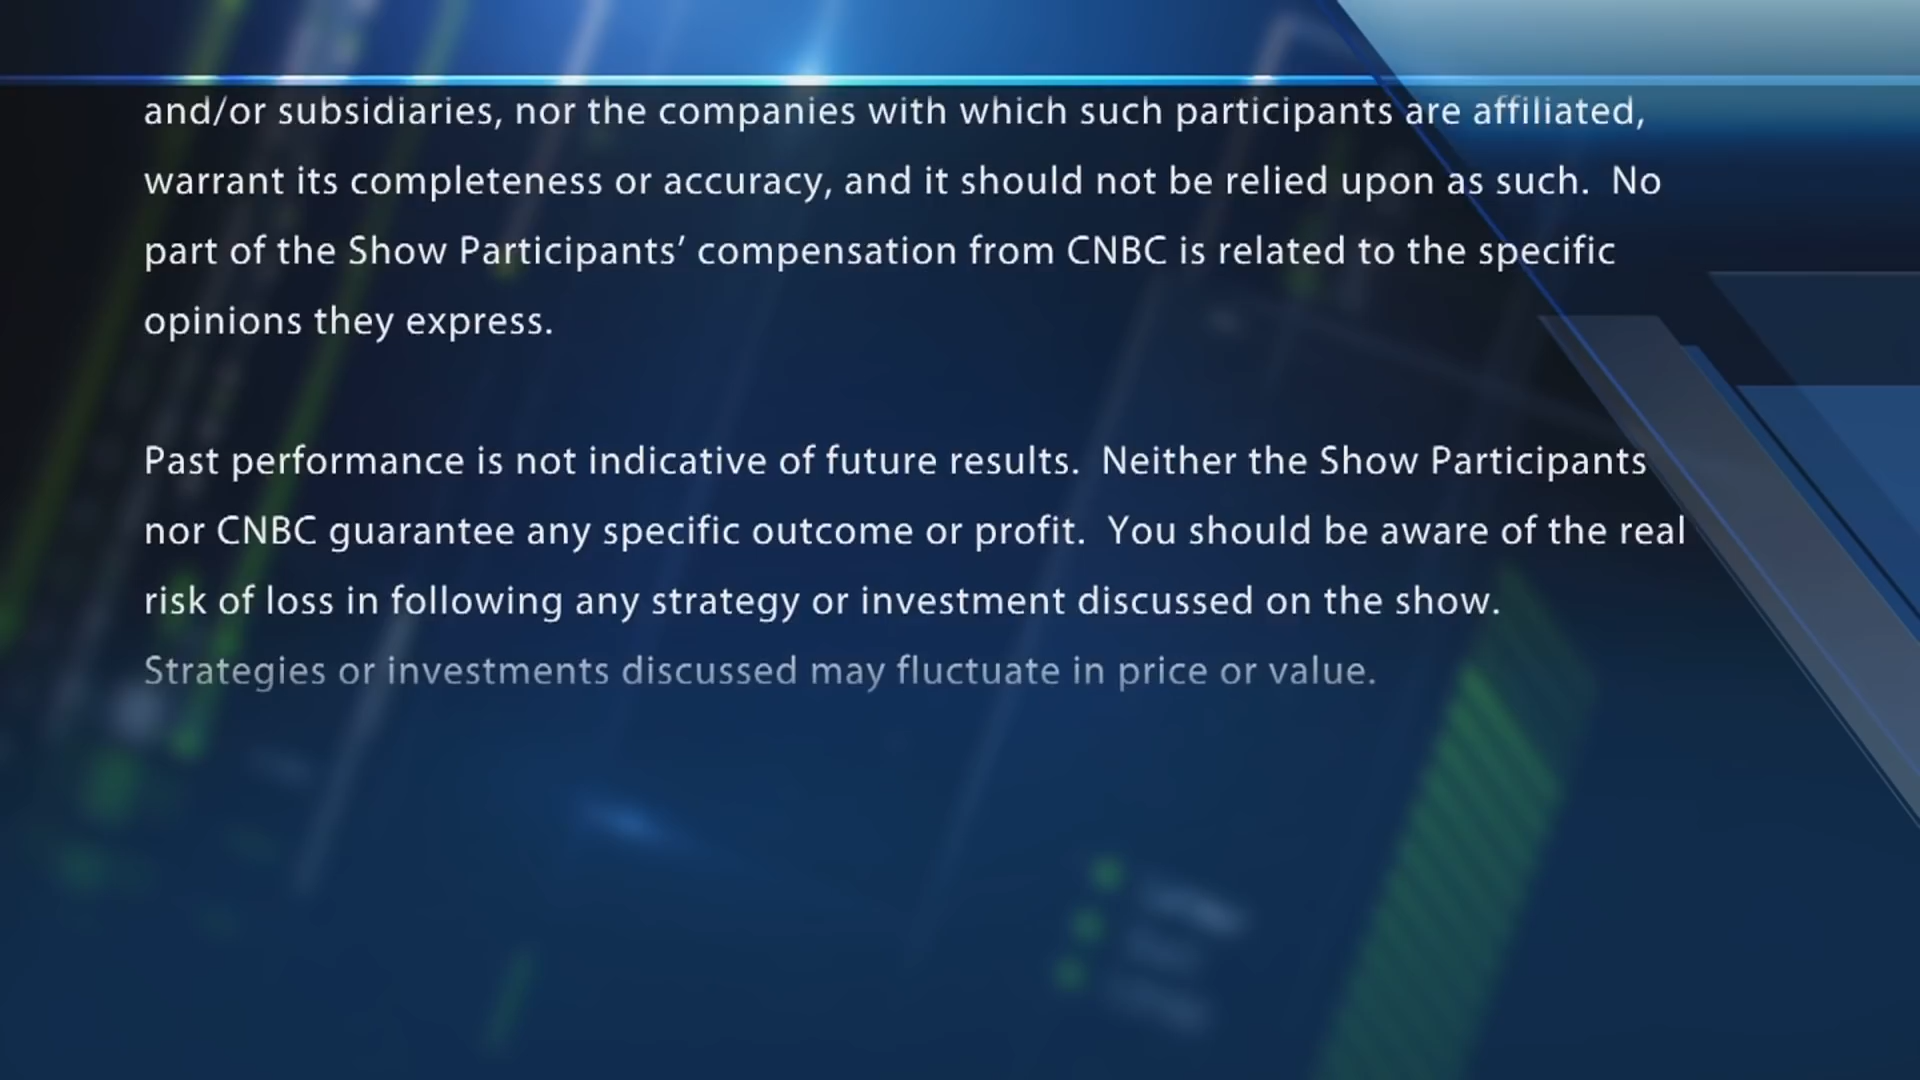 and/or subsidiaries, nor the companies with which such participants are affiliated,
warrant its completeness or accuracy, and it should not be relied upon as such.  No
part of the Show Participants’ compensation from CNBC is related to the specific
opinions they express.
Past performance is not indicative of future results.  Neither the Show Participants
nor CNBC guarantee any specific outcome or profit.  You should be aware of the real
risk of loss in following any strategy or investment discussed on the show.
Strategies or investments discussed may fluctuate in price or value.